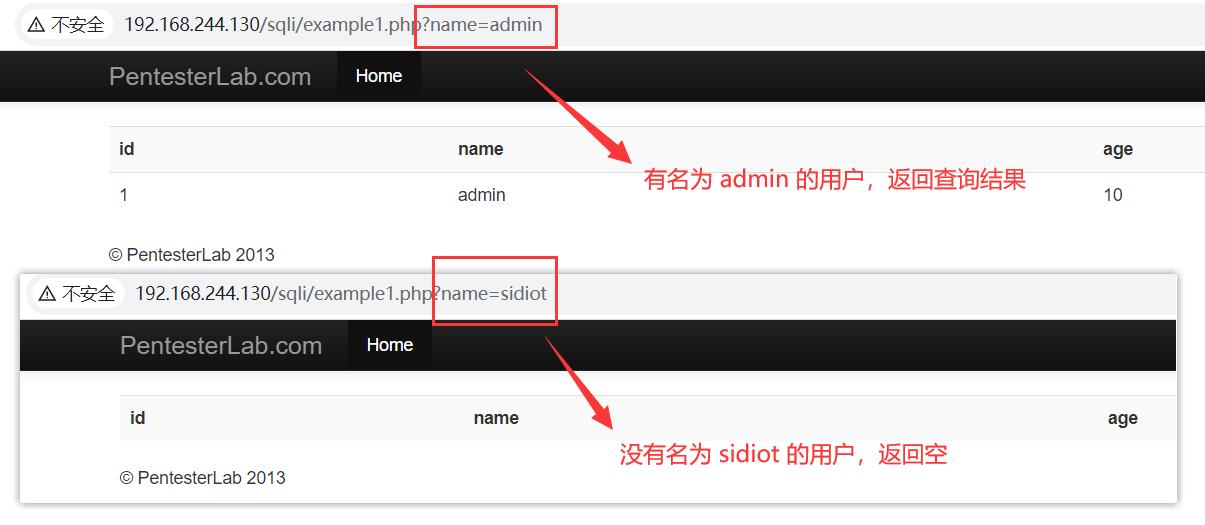 不安全 192.168.244.130/sqli/example1.php?name=admin
PentesterLab.com Home
id name age
有名为 admin 的用户，返回查询结果
1 admin 10
© PentesterLab 2013
不安全 192.168.244.130/sqli/example1.php?name=sidiot
PentesterLab.com Home
id name age
没有名为 sidiot 的用户，返回空
© PentesterLab 2013